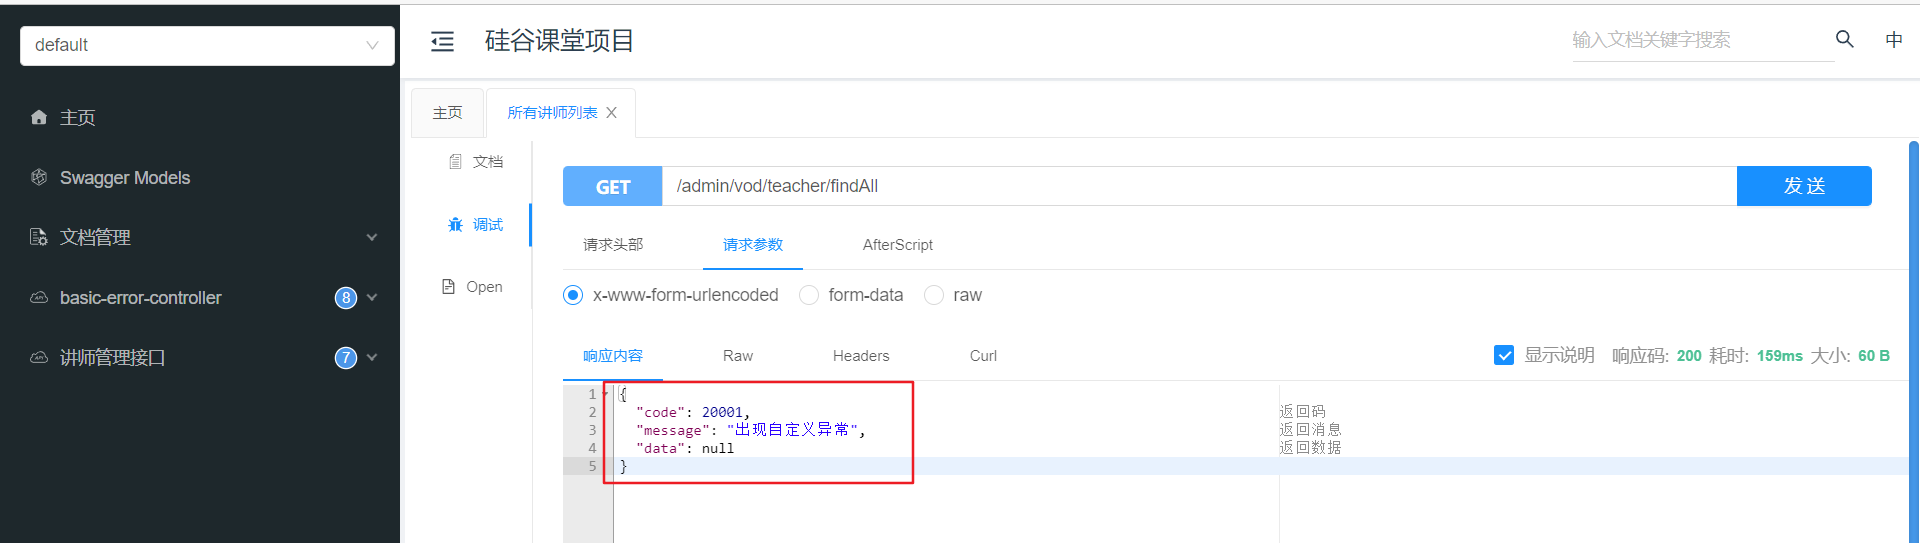 default
硅谷课堂项目
输入文档关键字搜索
中
主页
Swagger Models
文档管理
basic-error-controller
8
讲师管理接口
7
主页
所有讲师列表
文档
调试
Open
GET
/admin/vod/teacher/findAll
发 送
请求头部
请求参数
AfterScript
x-www-form-urlencoded
form-data
raw
响应内容
Raw
Headers
Curl
显示说明
响应码: 200 耗时: 159ms 大小: 60 B
1 {
2 "code": 20001,
返回码
3 "message": "出现自定义异常",
返回消息
4 "data": null
返回数据
5 }